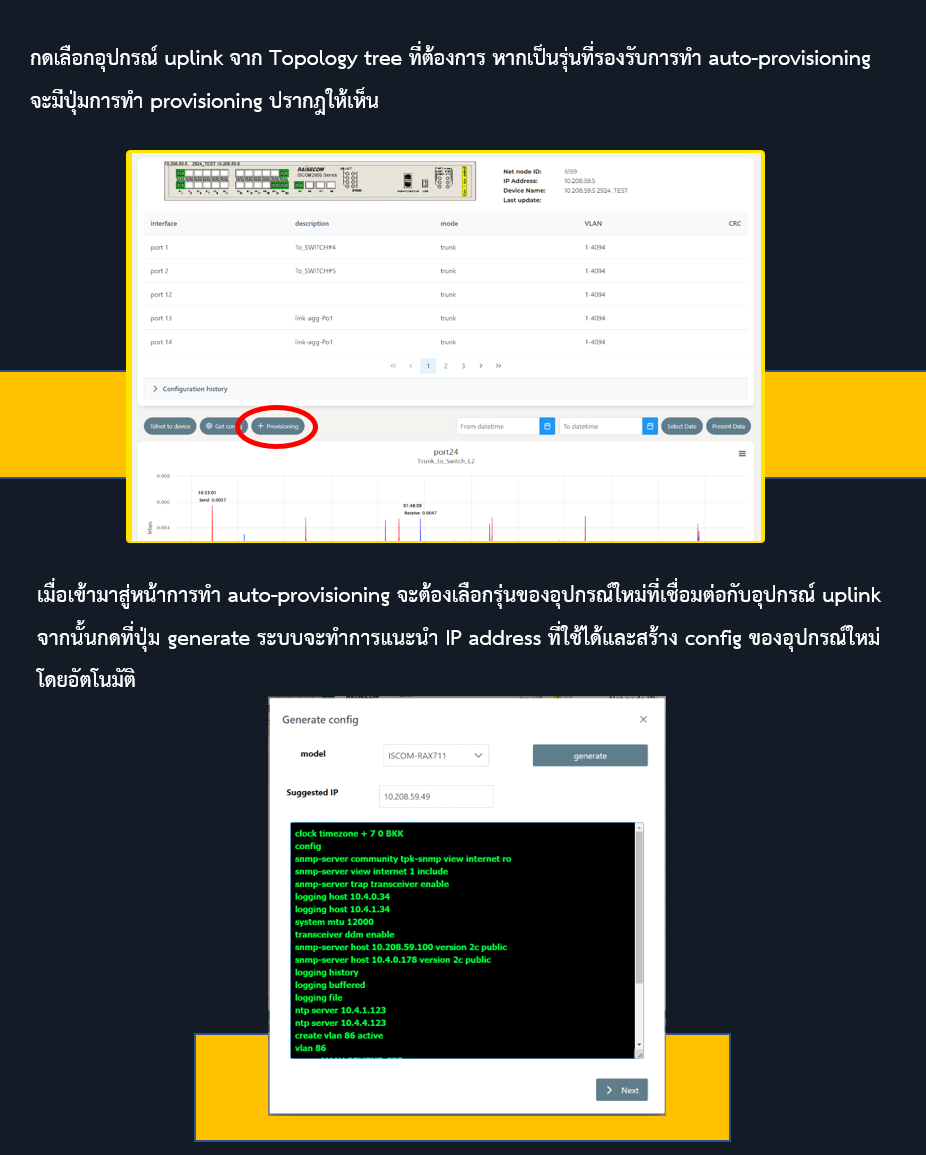 กดเลือกอุปกรณ์ uplink จาก Topology tree ที่ต้องการ หากเป็นรุ่นที่รองรับการทำ auto-provisioning
จะมีปุ่มการทำ provisioning ปรากฎให้เห็น
10.208.59.5 2924_TEST 10.208.59.5
RAISECOM
ISCOM2900 Series
Net node ID: 5189
IP Address: 10.208.59.5
Device Name: 10.208.59.5 2924_TEST
Last update:
interface description mode VLAN CRC
port 1 To_SWITCH#4 trunk 1-4094
port 2 To_SWITCH#5 trunk 1-4094
port 12 trunk 1-4094
port 13 link-agg-Po1 trunk 1-4094
port 14 link-agg-Po1 trunk 1-4094
« ‹ 1 2 3 › »
Configuration history
Telnet to device Get config + Provisioning From datetime To datetime Select Date Present Data
port24
Trunk_to_Switch_L2
0.008
16:53:01
Send 0.0057
0.006
01:48:09
Receive 0.0047
0.004
Mbps
เมื่อเข้ามาสู่หน้าการทำ auto-provisioning จะต้องเลือกรุ่นของอุปกรณ์ใหม่ที่เชื่อมต่อกับอุปกรณ์ uplink
จากนั้นกดที่ปุ่ม generate ระบบจะทำการแนะนำ IP address ที่ใช้ได้และสร้าง config ของอุปกรณ์ใหม่
โดยอัตโนมัติ
Generate config ×
model ISCOM-RAX711 generate
Suggested IP 10.208.59.49
clock timezone + 7 0 BKK
config
snmp-server community tpk-snmp view internet ro
snmp-server view internet 1 include
snmp-server trap transceiver enable
logging host 10.4.0.34
logging host 10.4.1.34
system mtu 12000
transceiver ddm enable
snmp-server host 10.208.59.100 version 2c public
snmp-server host 10.4.0.178 version 2c public
logging history
logging buffered
logging file
ntp server 10.4.1.123
ntp server 10.4.4.123
create vlan 86 active
vlan 86
Next